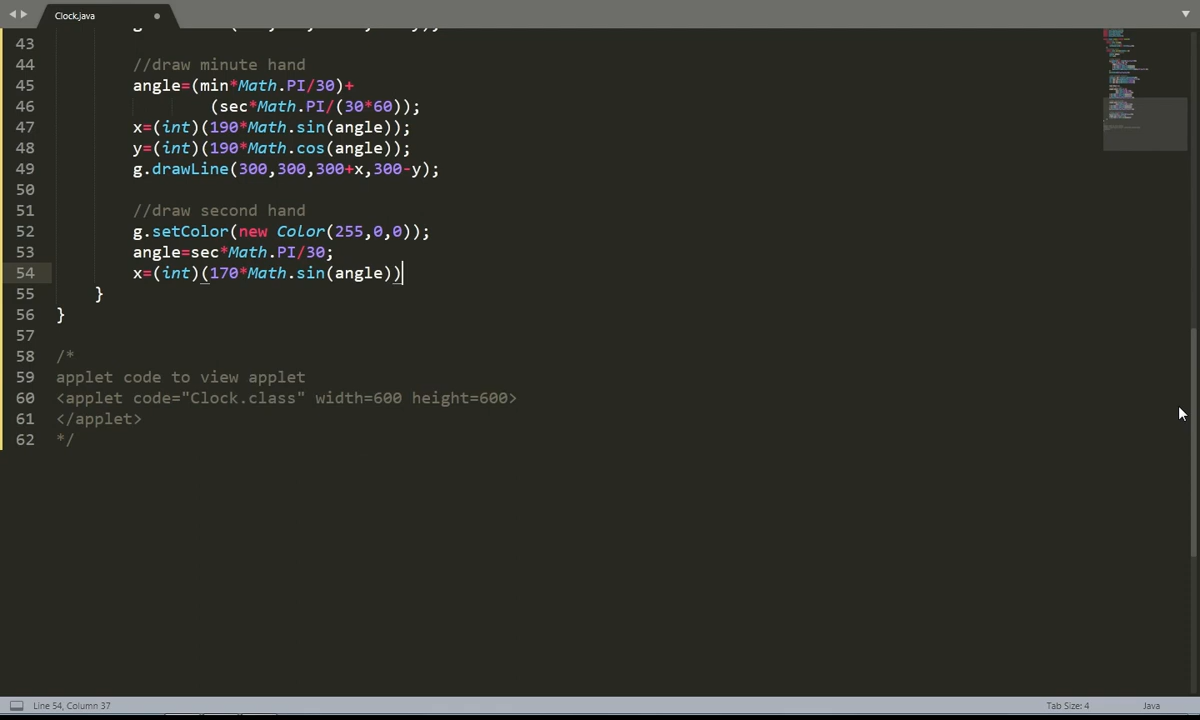 Clock.java
43
44 //draw minute hand
45 angle=(min*Math.PI/30)+
46 (sec*Math.PI/(30*60));
47 x=(int)(190*Math.sin(angle));
48 y=(int)(190*Math.cos(angle));
49 g.drawLine(300,300,300+x,300-y);
50
51 //draw second hand
52 g.setColor(new Color(255,0,0));
53 angle=sec*Math.PI/30;
54 x=(int)(170*Math.sin(angle))
55 }
56 }
57
58 /*
59 applet code to view applet
60 <applet code="Clock.class" width=600 height=600>
61 </applet>
62 */
Line 54, Column 37 Tab Size: 4 Java